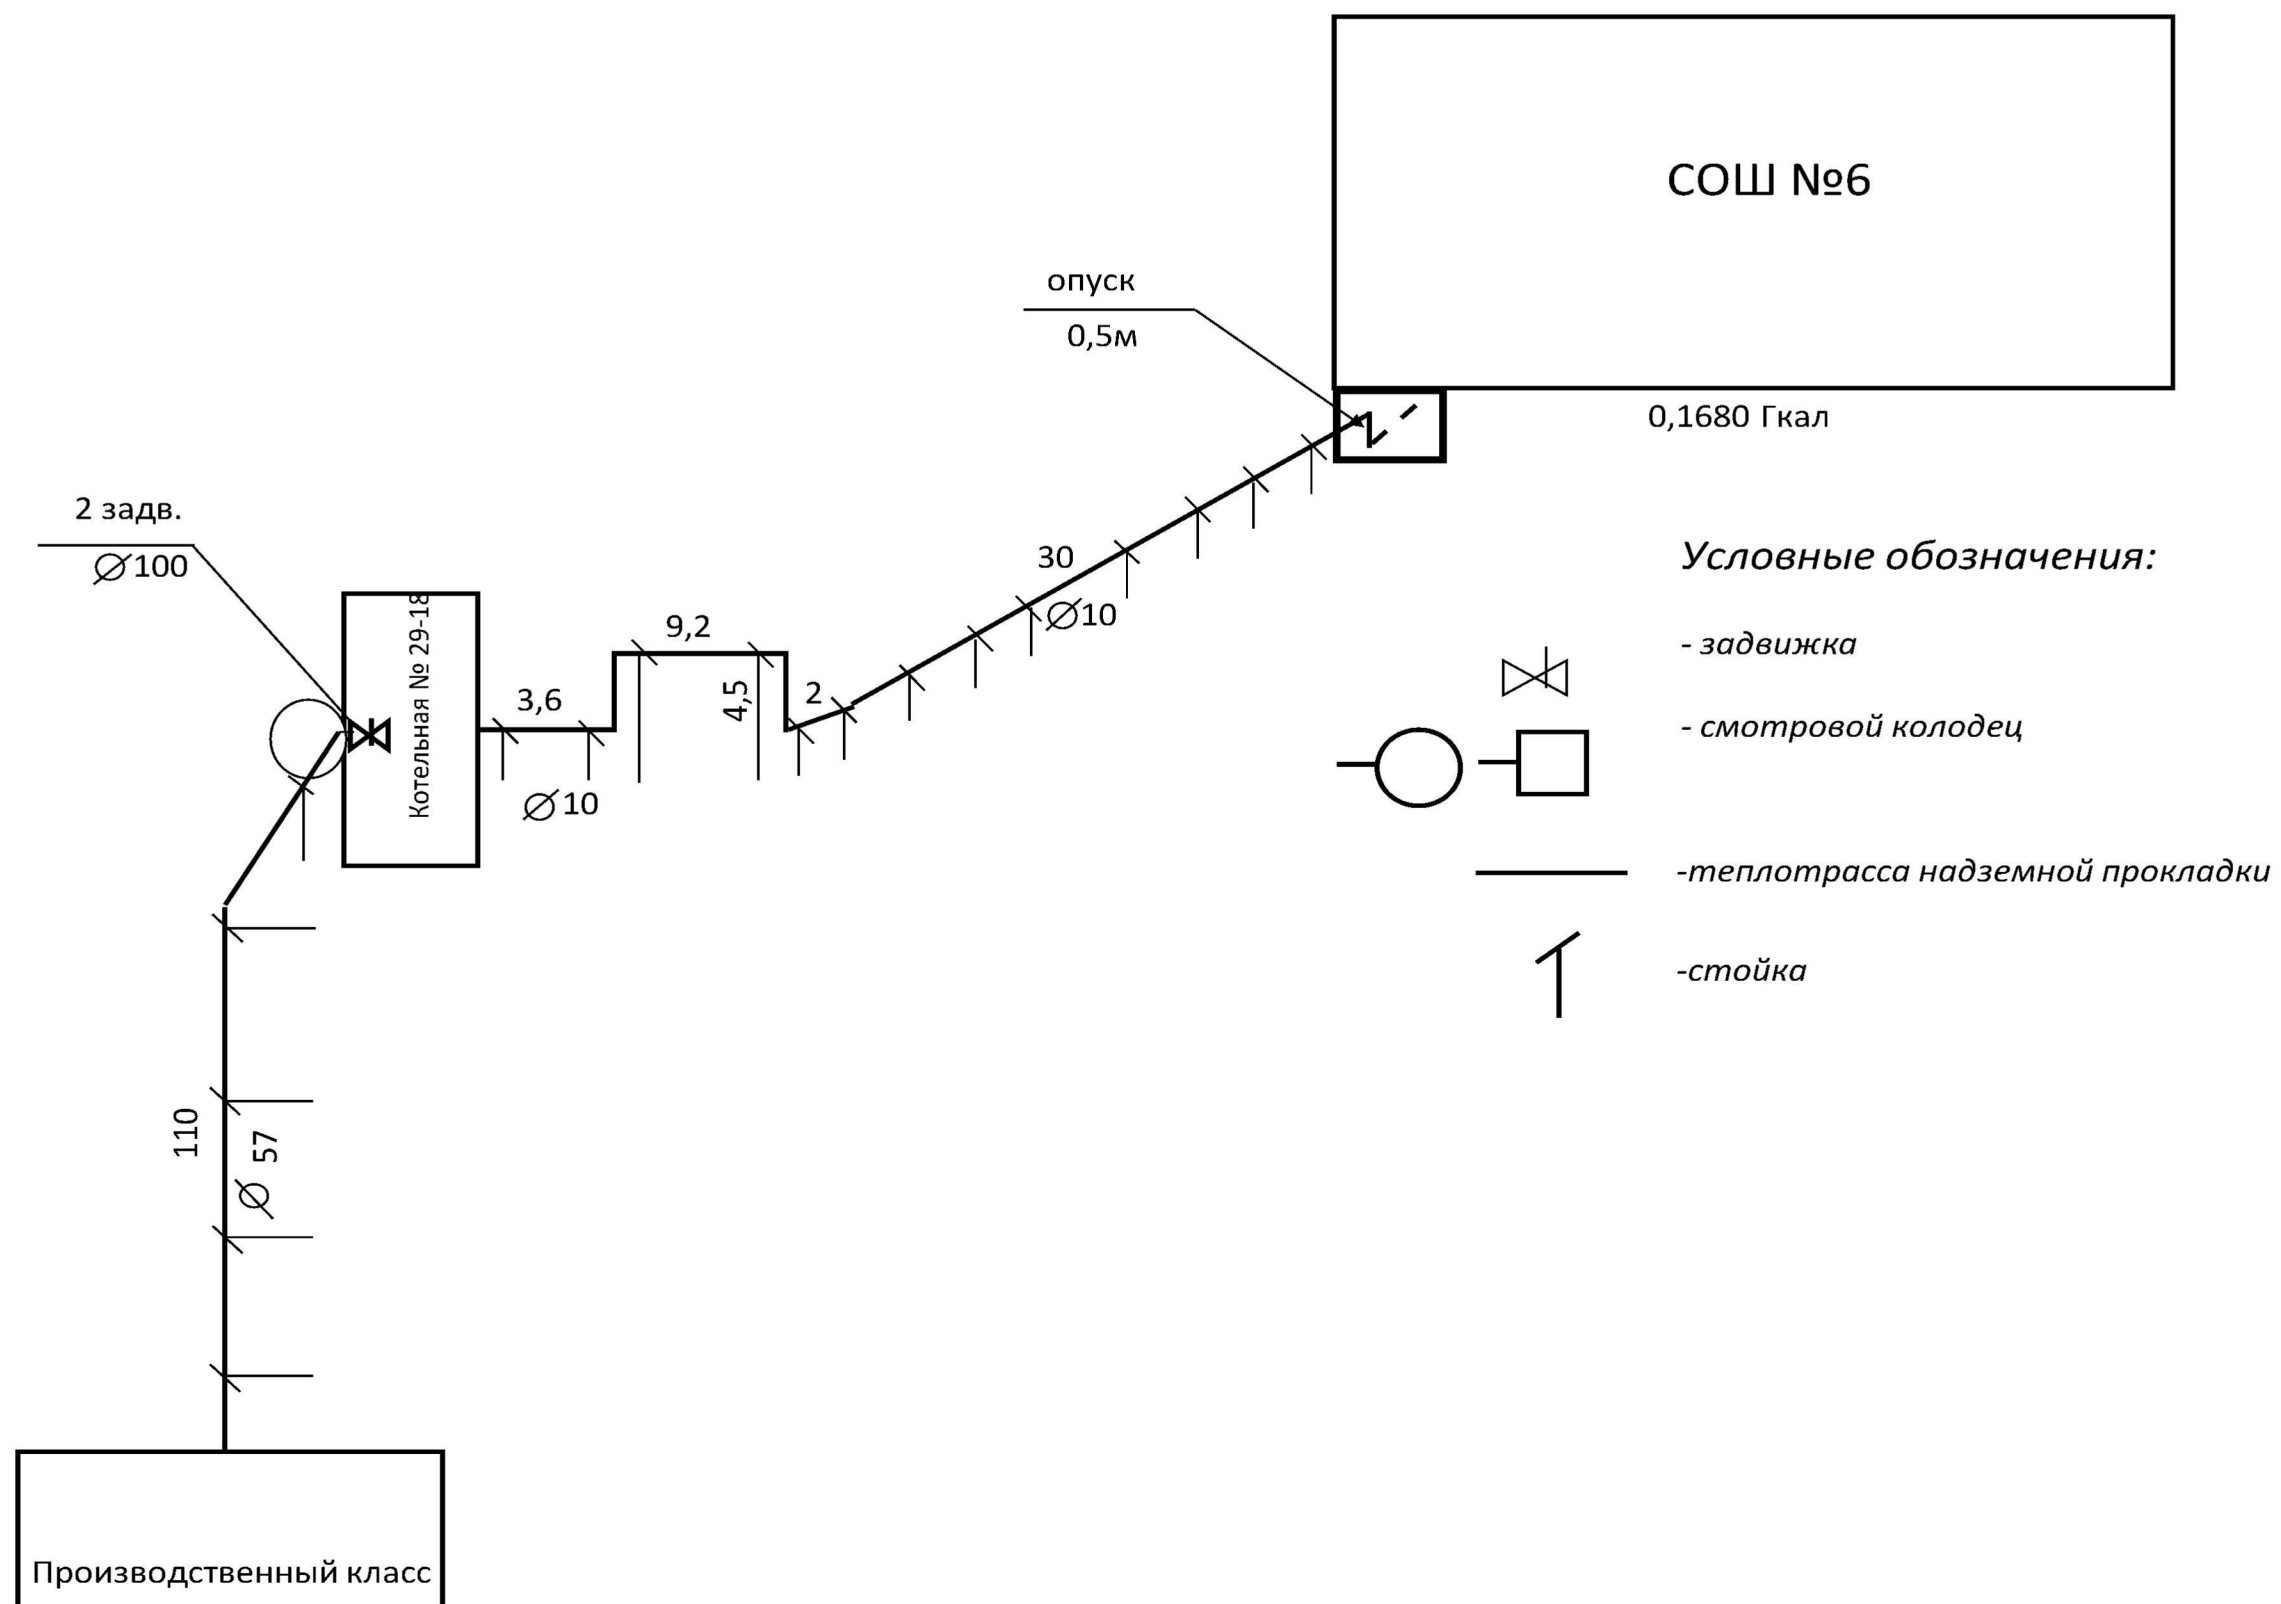 СОШ №6
опуск
0,5м
0,1680 Гкал
2 задв.
∅100
Котельная № 29-18
3,6
∅10
9,2
4,5
2
30
∅10
Условные обозначения:
- задвижка
- смотровой колодец
-теплотрасса надземной прокладки
-стойка
110
∅ 57
Производственный класс